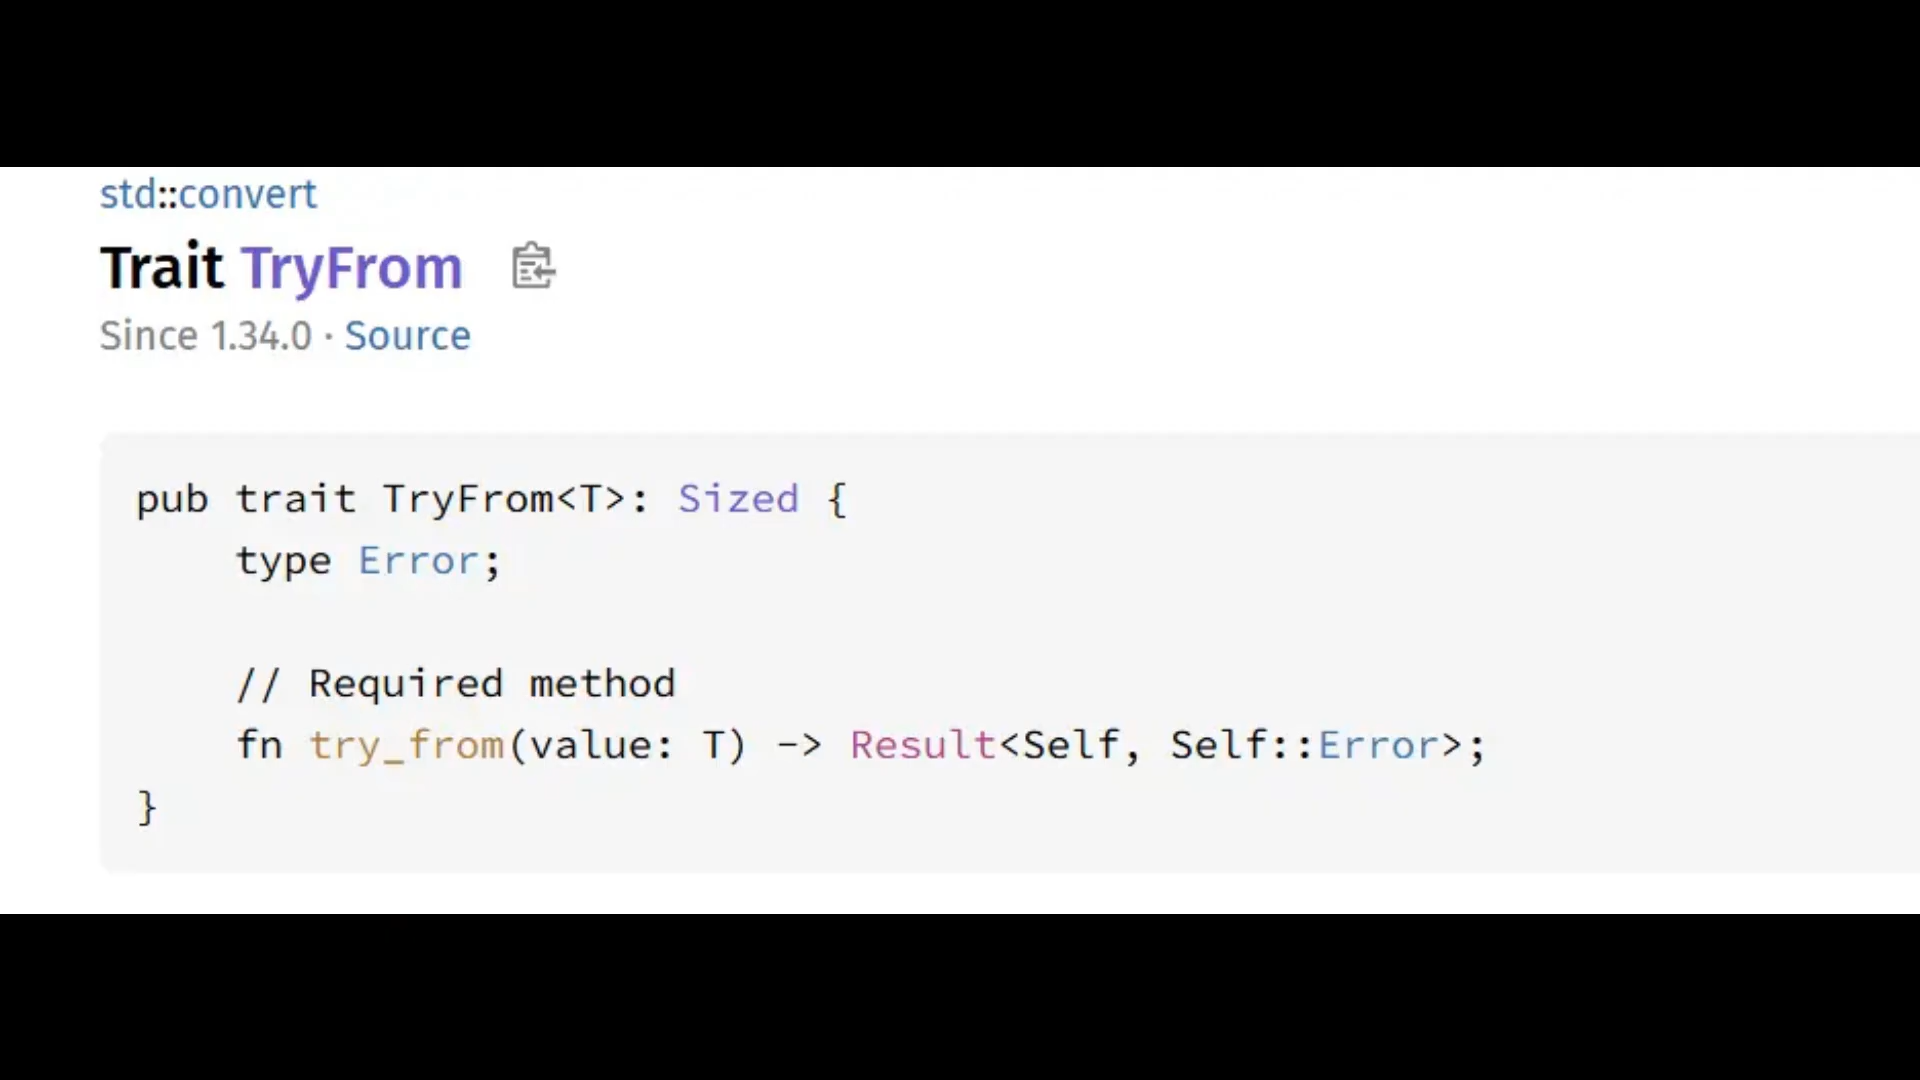 std::convert
Trait TryFrom
Since 1.34.0 · Source
pub trait TryFrom<T>: Sized {
    type Error;
    // Required method
    fn try_from(value: T) -> Result<Self, Self::Error>;
}